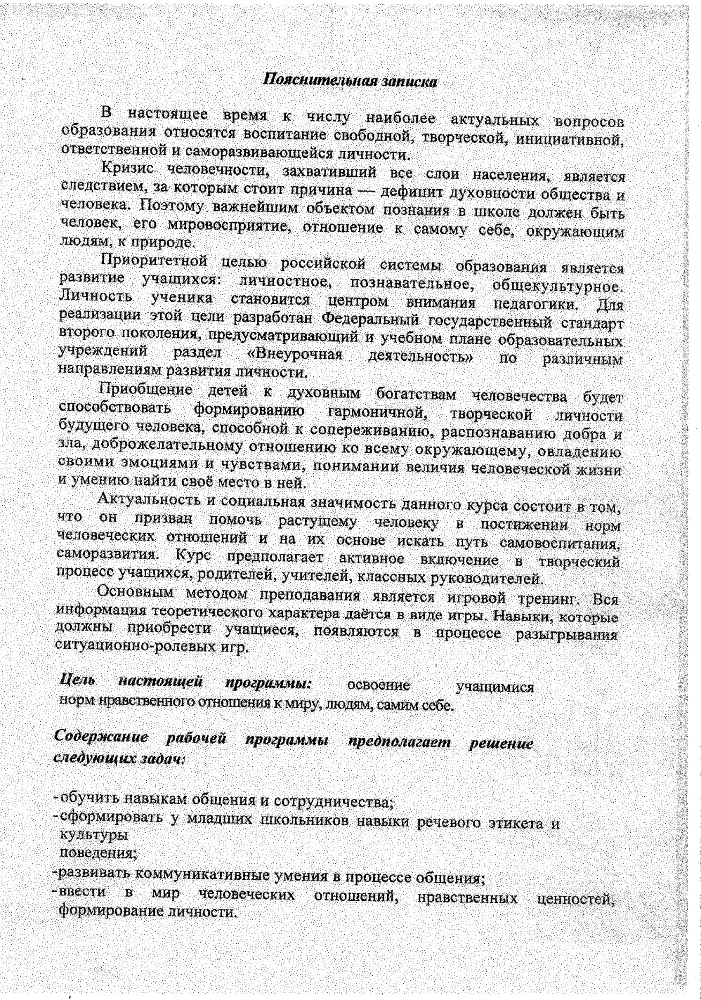 Пояснительная записка
В настоящее время к числу наиболее актуальных вопросов
образования относятся воспитание свободной, творческой, инициативной,
ответственной и саморазвивающейся личности.
Кризис человечности, захвативший все слои населения, является
следствием, за которым стоит причина — дефицит духовности общества и
человека. Поэтому важнейшим объектом познания в школе должен быть
человек, его мировосприятие, отношение к самому себе, окружающим
людям, к природе.
Приоритетной целью российской системы образования является
развитие учащихся: личностное, познавательное, общекультурное.
Личность ученика становится центром внимания педагогики. Для
реализации этой цели разработан Федеральный государственный стандарт
второго поколения, предусматривающий и учебном плане образовательных
учреждений раздел «Внеурочная деятельность» по различным
направлениям развития личности.
Приобщение детей к духовным богатствам человечества будет
способствовать формированию гармоничной, творческой личности
будущего человека, способной к сопереживанию, распознаванию добра и
зла, доброжелательному отношению ко всему окружающему, овладению
своими эмоциями и чувствами, понимании величия человеческой жизни
и умению найти своё место в ней.
Актуальность и социальная значимость данного курса состоит в том,
что он призван помочь растущему человеку в постижении норм
человеческих отношений и на их основе искать путь самовоспитания,
саморазвития. Курс предполагает активное включение в творческий
процесс учащихся, родителей, учителей, классных руководителей.
Основным методом преподавания является игровой тренинг. Вся
информация теоретического характера даётся в виде игры. Навыки, которые
должны приобрести учащиеся, появляются в процессе разыгрывания
ситуационно-ролевых игр.
Цель настоящей программы: освоение учащимися
норм нравственного отношения к миру, людям, самим себе.
Содержание рабочей программы предполагает решение
следующих задач:
-обучить навыкам общения и сотрудничества;
-сформировать у младших школьников навыки речевого этикета и
культуры
поведения;
-развивать коммуникативные умения в процессе общения;
-ввести в мир человеческих отношений, нравственных ценностей,
формирование личности.